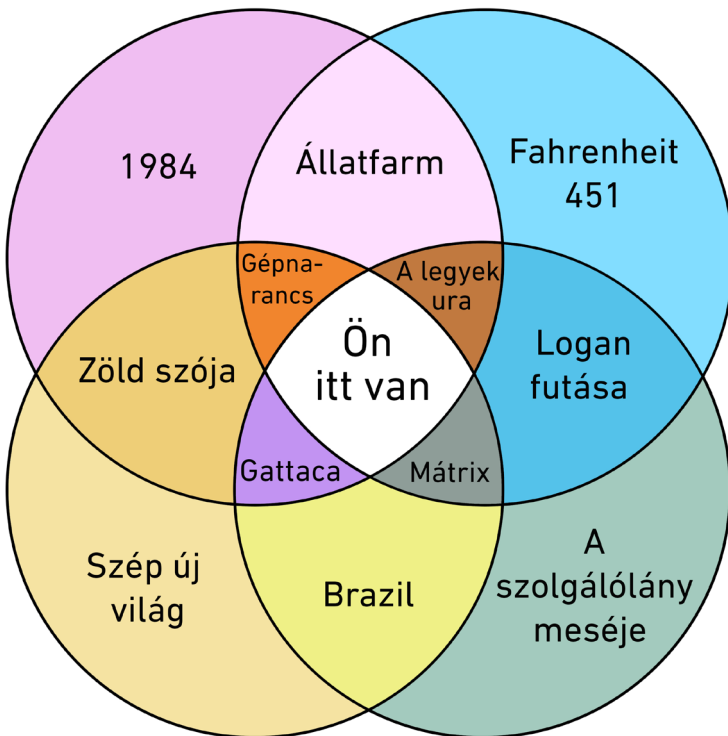 1984
Állatfarm
Fahrenheit
451
Gépna-
rancs
A legyek
ura
Zöld szója
Ön
itt van
Logan
futása
Gattaca
Mátrix
Szép új
világ
Brazil
A
szolgálólány
meséje